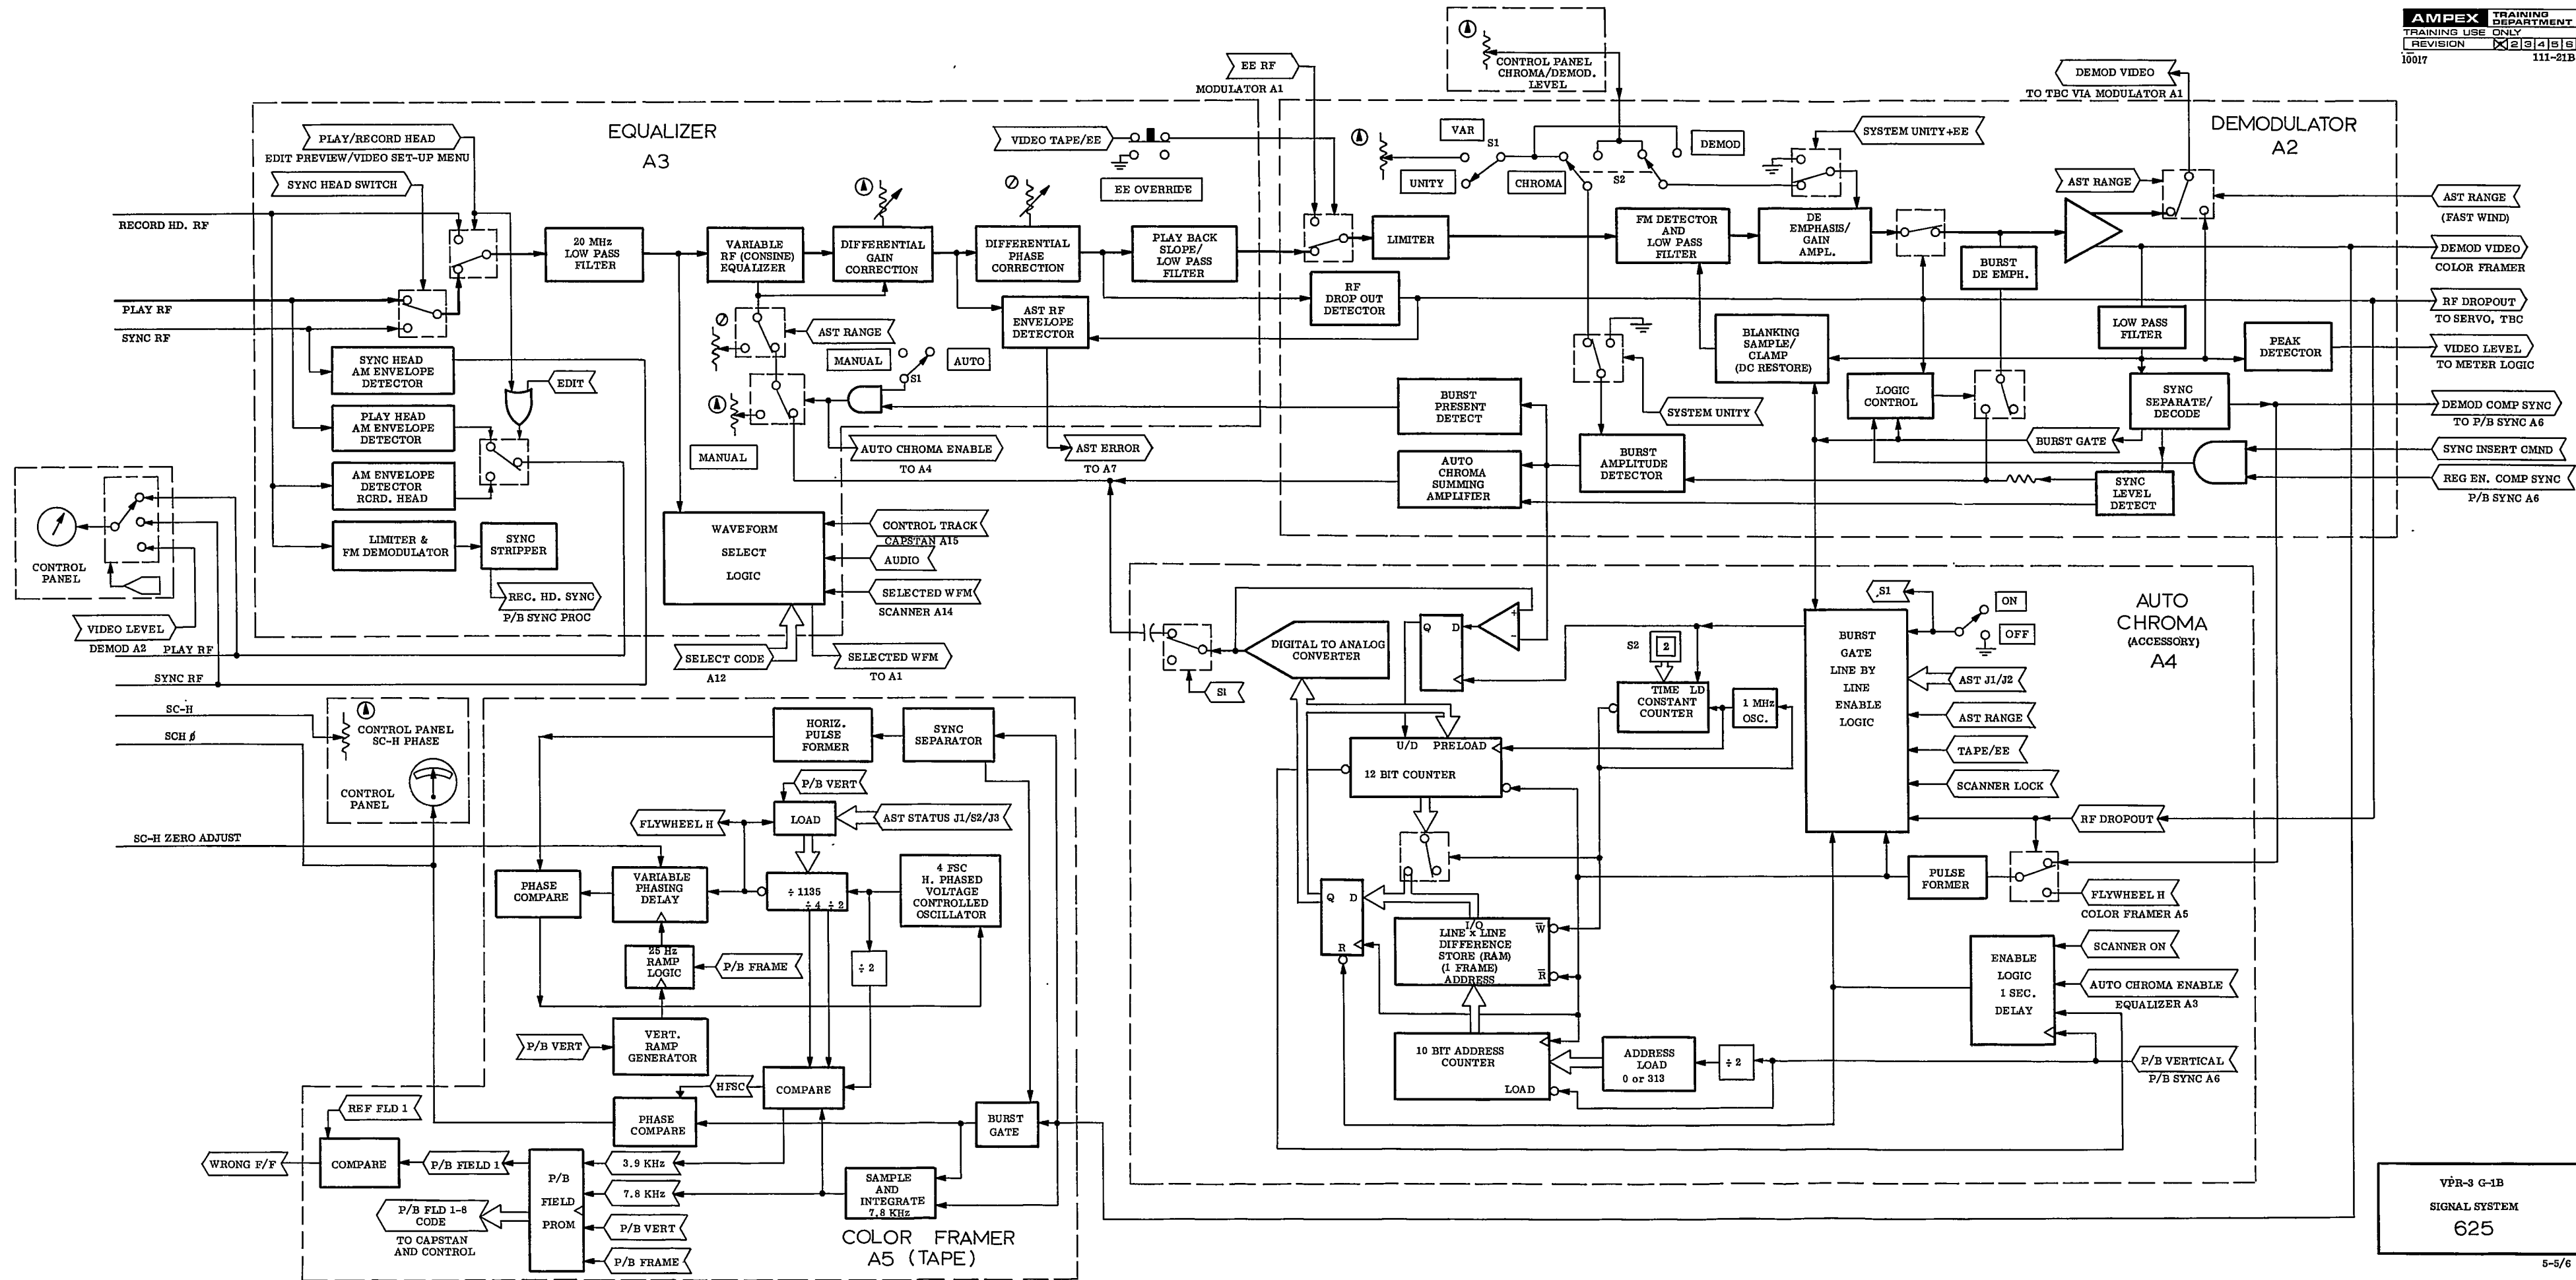 AMPEX TRAINING DEPARTMENT
TRAINING USE ONLY
REVISION X 2 3 4 5 6
10017
111-21B
CONTROL PANEL
CHROMA/DEMOD.
LEVEL
EE RF
MODULATOR A1
DEMOD VIDEO
TO TBC VIA MODULATOR A1
EQUALIZER
A3
DEMODULATOR
A2
PLAY/RECORD HEAD
EDIT PREVIEW/VIDEO SET-UP MENU
SYNC HEAD SWITCH
VIDEO TAPE/EE
EE OVERRIDE
VAR
S1
UNITY
CHROMA
S2
DEMOD
SYSTEM UNITY+EE
AST RANGE
AST RANGE
(FAST WIND)
RECORD HD. RF
PLAY RF
SYNC RF
20 MHz
LOW PASS
FILTER
VARIABLE
RF (CONSINE)
EQUALIZER
DIFFERENTIAL
GAIN
CORRECTION
DIFFERENTIAL
PHASE
CORRECTION
PLAY BACK
SLOPE/
LOW PASS
FILTER
LIMITER
FM DETECTOR
AND
LOW PASS
FILTER
DE
EMPHASIS/
GAIN
AMPL.
BURST
DE EMPH.
DEMOD VIDEO
COLOR FRAMER
RF DROPOUT
TO SERVO, TBC
VIDEO LEVEL
TO METER LOGIC
DEMOD COMP SYNC
TO P/B SYNC A6
SYNC INSERT CMND
REG EN. COMP SYNC
P/B SYNC A6
SYNC HEAD
AM ENVELOPE
DETECTOR
EDIT
PLAY HEAD
AM ENVELOPE
DETECTOR
AM ENVELOPE
DETECTOR
RCRD. HEAD
LIMITER &
FM DEMODULATOR
SYNC
STRIPPER
REC. HD. SYNC
P/B SYNC PROC
AST RANGE
MANUAL
AUTO
S1
MANUAL
AUTO CHROMA ENABLE
TO A4
AST RF
ENVELOPE
DETECTOR
AST ERROR
TO A7
RF
DROP OUT
DETECTOR
BURST
PRESENT
DETECT
AUTO
CHROMA
SUMMING
AMPLIFIER
BURST
AMPLITUDE
DETECTOR
SYSTEM UNITY
BLANKING
SAMPLE/
CLAMP
(DC RESTORE)
LOGIC
CONTROL
BURST GATE
LOW PASS
FILTER
PEAK
DETECTOR
SYNC
SEPARATE/
DECODE
SYNC
LEVEL
DETECT
CONTROL
PANEL
VIDEO LEVEL
DEMOD A2
PLAY RF
SYNC RF
WAVEFORM
SELECT
LOGIC
CONTROL TRACK
CAPSTAN A15
AUDIO
SELECTED WFM
SCANNER A14
SELECT CODE
A12
SELECTED WFM
TO A1
AUTO
CHROMA
(ACCESSORY)
A4
S1
ON
OFF
BURST
GATE
LINE BY
LINE
ENABLE
LOGIC
AST J1/J2
AST RANGE
TAPE/EE
SCANNER LOCK
RF DROPOUT
DIGITAL TO ANALOG
CONVERTER
S1
Q D
+
-
S2
2
TIME LD
CONSTANT
COUNTER
1 MHz
OSC.
U/D PRELOAD
12 BIT COUNTER
Q D
R
I/O
LINE x LINE
DIFFERENCE
STORE (RAM)
(1 FRAME)
ADDRESS
W
R
10 BIT ADDRESS
COUNTER
LOAD
ADDRESS
LOAD
0 or 313
÷ 2
PULSE
FORMER
FLYWHEEL H
COLOR FRAMER A5
SCANNER ON
AUTO CHROMA ENABLE
EQUALIZER A3
ENABLE
LOGIC
1 SEC.
DELAY
P/B VERTICAL
P/B SYNC A6
SC-H
SCH Ø
SC-H ZERO ADJUST
CONTROL PANEL
SC-H PHASE
CONTROL
PANEL
HORIZ.
PULSE
FORMER
SYNC
SEPARATOR
P/B VERT
FLYWHEEL H
LOAD
AST STATUS J1/S2/J3
PHASE
COMPARE
VARIABLE
PHASING
DELAY
÷ 1135
÷ 4 ÷ 2
4 FSC
H. PHASED
VOLTAGE
CONTROLLED
OSCILLATOR
25 Hz
RAMP
LOGIC
P/B FRAME
÷ 2
P/B VERT
VERT.
RAMP
GENERATOR
HFSC
COMPARE
PHASE
COMPARE
BURST
GATE
REF FLD 1
WRONG F/F
COMPARE
P/B FIELD 1
P/B
FIELD
PROM
3.9 KHz
7.8 KHz
P/B VERT
P/B FRAME
SAMPLE
AND
INTEGRATE
7.8 KHz
P/B FLD 1-8
CODE
TO CAPSTAN
AND CONTROL
COLOR FRAMER
A5 (TAPE)
VPR-3 G-1B
SIGNAL SYSTEM
625
5-5/6